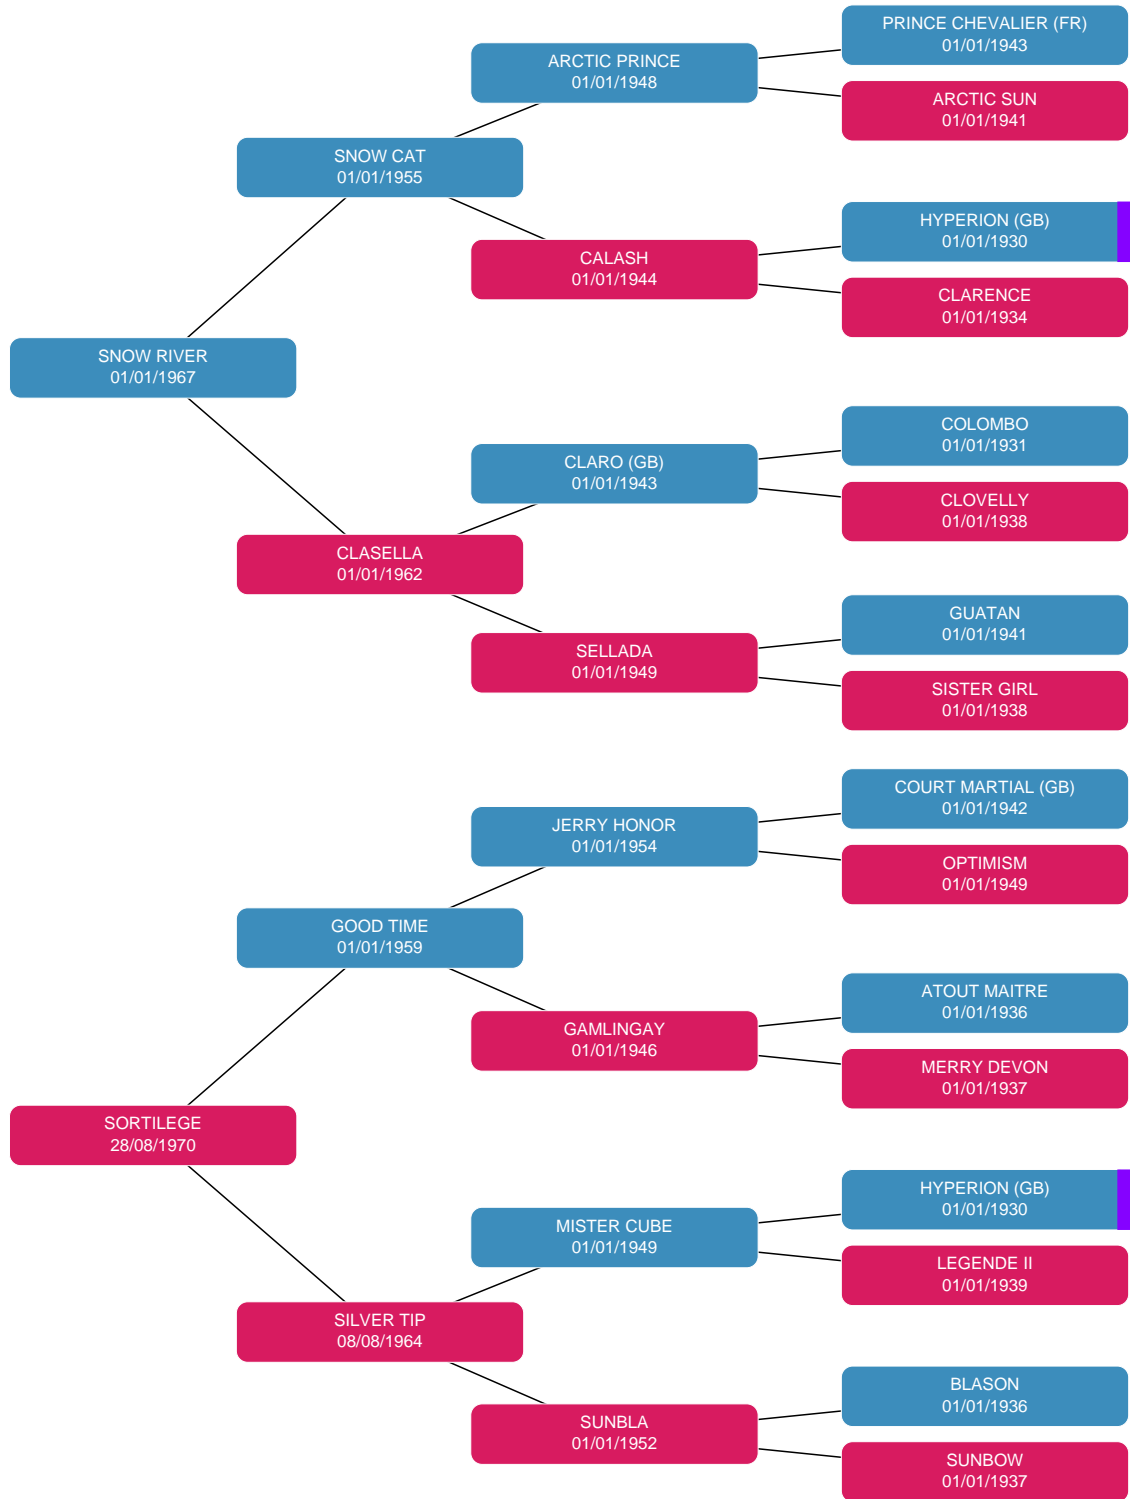 PRINCE CHEVALIER (FR)
01/01/1943
ARCTIC PRINCE
01/01/1948
ARCTIC SUN
01/01/1941
SNOW CAT
01/01/1955
HYPERION (GB)
01/01/1930
CALASH
01/01/1944
CLARENCE
01/01/1934
SNOW RIVER
01/01/1967
COLOMBO
01/01/1931
CLARO (GB)
01/01/1943
CLOVELLY
01/01/1938
CLASELLA
01/01/1962
GUATAN
01/01/1941
SELLADA
01/01/1949
SISTER GIRL
01/01/1938
COURT MARTIAL (GB)
01/01/1942
JERRY HONOR
01/01/1954
OPTIMISM
01/01/1949
GOOD TIME
01/01/1959
ATOUT MAITRE
01/01/1936
GAMLINGAY
01/01/1946
MERRY DEVON
01/01/1937
SORTILEGE
28/08/1970
HYPERION (GB)
01/01/1930
MISTER CUBE
01/01/1949
LEGENDE II
01/01/1939
SILVER TIP
08/08/1964
BLASON
01/01/1936
SUNBLA
01/01/1952
SUNBOW
01/01/1937